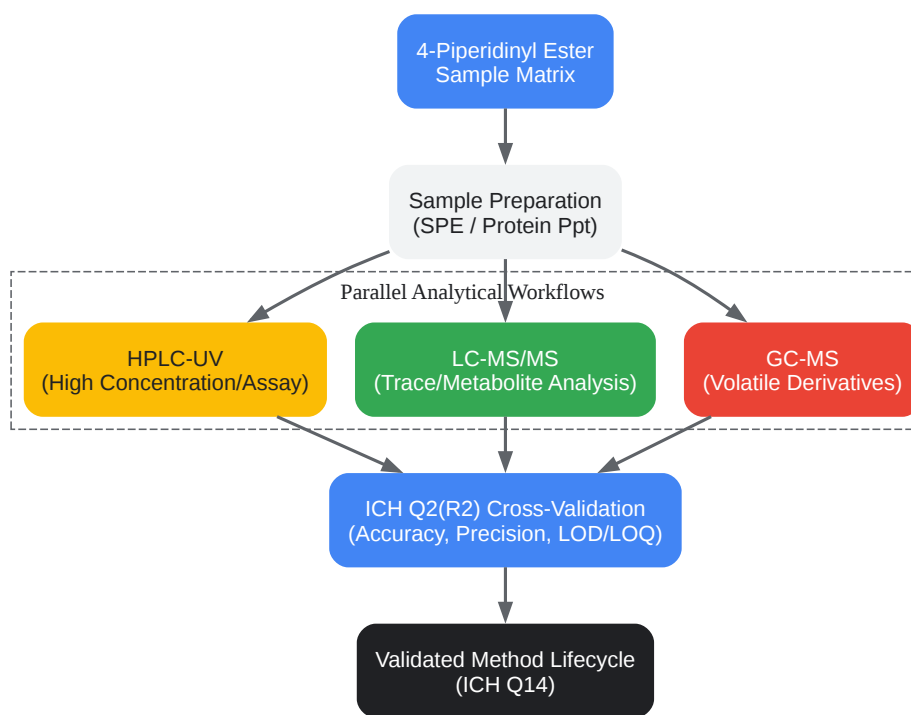 4-Piperidinyl Ester
Sample Matrix
Sample Preparation
(SPE / Protein Ppt)
Parallel Analytical Workflows
HPLC-UV
(High Concentration/Assay)
LC-MS/MS
(Trace/Metabolite Analysis)
GC-MS
(Volatile Derivatives)
ICH Q2(R2) Cross-Validation
(Accuracy, Precision, LOD/LOQ)
Validated Method Lifecycle
(ICH Q14)